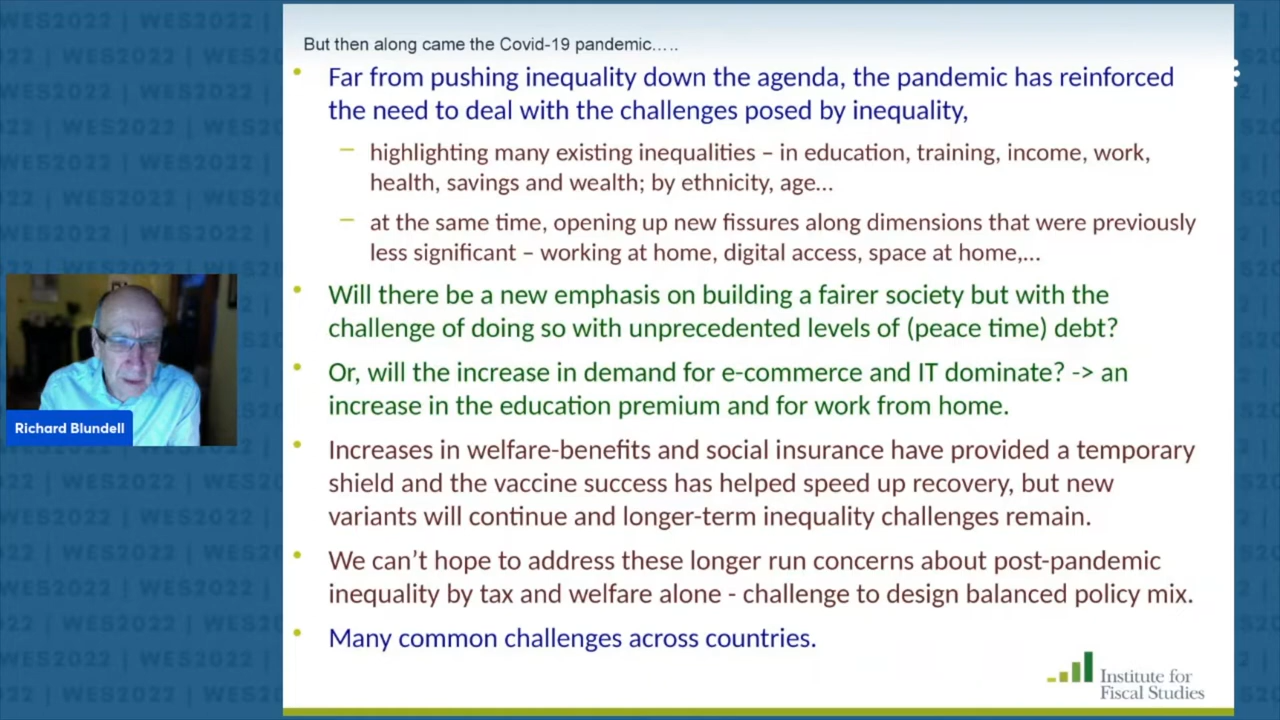 But then along came the Covid-19 pandemic.....
Far from pushing inequality down the agenda, the pandemic has reinforced
the need to deal with the challenges posed by inequality,
– highlighting many existing inequalities – in education, training, income, work,
health, savings and wealth; by ethnicity, age...
– at the same time, opening up new fissures along dimensions that were previously
less significant – working at home, digital access, space at home,...
Will there be a new emphasis on building a fairer society but with the
challenge of doing so with unprecedented levels of (peace time) debt?
Or, will the increase in demand for e-commerce and IT dominate? -> an
increase in the education premium and for work from home.
Richard Blundell
Increases in welfare-benefits and social insurance have provided a temporary
shield and the vaccine success has helped speed up recovery, but new
variants will continue and longer-term inequality challenges remain.
We can't hope to address these longer run concerns about post-pandemic
inequality by tax and welfare alone - challenge to design balanced policy mix.
Many common challenges across countries.
Institute for
Fiscal Studies
WES2022 | WES2022 |